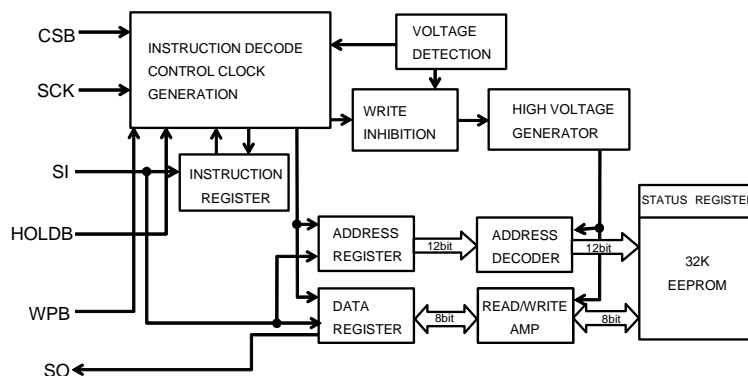 CSB
SCK
SI
HOLDB
WPB
SO
INSTRUCTION DECODE
CONTROL CLOCK
GENERATION
VOLTAGE
DETECTION
WRITE
INHIBITION
HIGH VOLTAGE
GENERATOR
INSTRUCTION
REGISTER
ADDRESS
REGISTER
12bit
ADDRESS
DECODER
12bit
DATA
REGISTER
8bit
READ/WRITE
AMP
8bit
STATUS REGISTER
32K
EEPROM